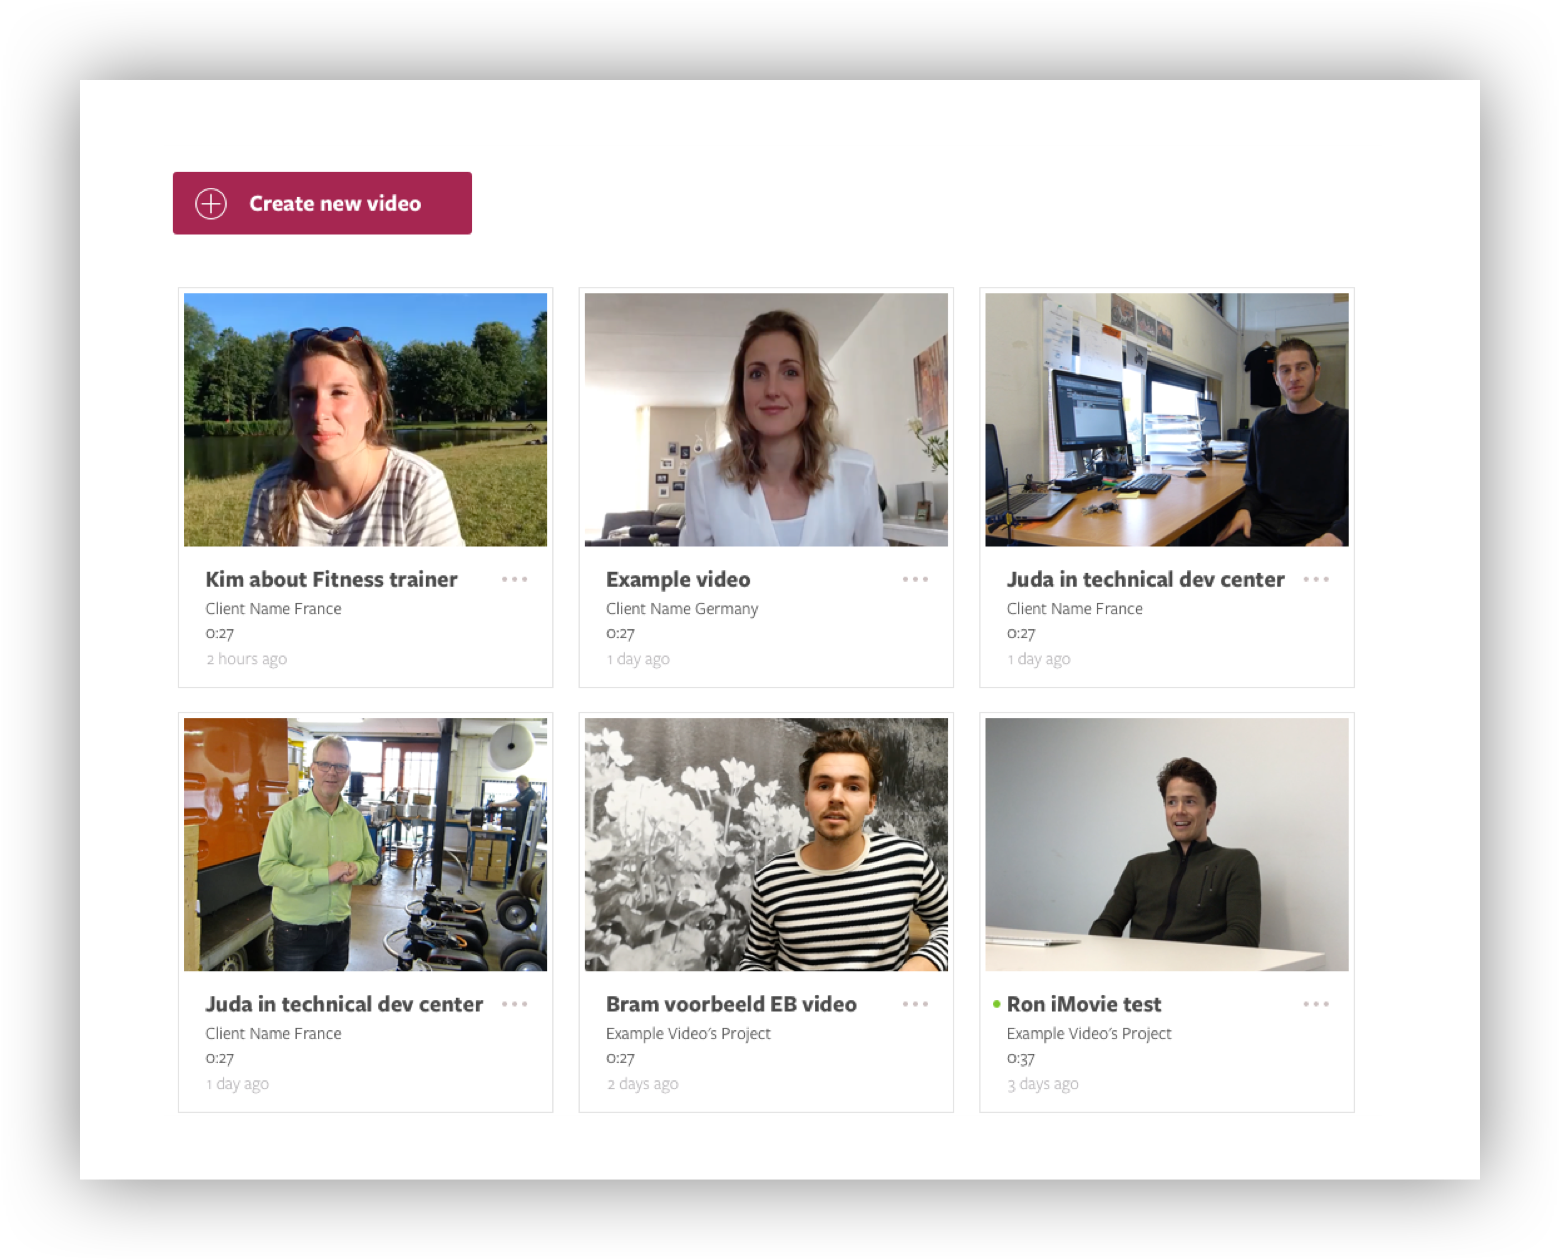 Create new video
Kim about Fitness trainer
Client Name France
0:27
2 hours ago
Example video
Client Name Germany
0:27
1 day ago
Juda in technical dev center
Client Name France
0:27
1 day ago
Juda in technical dev center
Client Name France
0:27
1 day ago
Bram voorbeeld EB video
Example Video's Project
0:27
2 days ago
Ron iMovie test
Example Video's Project
0:37
3 days ago